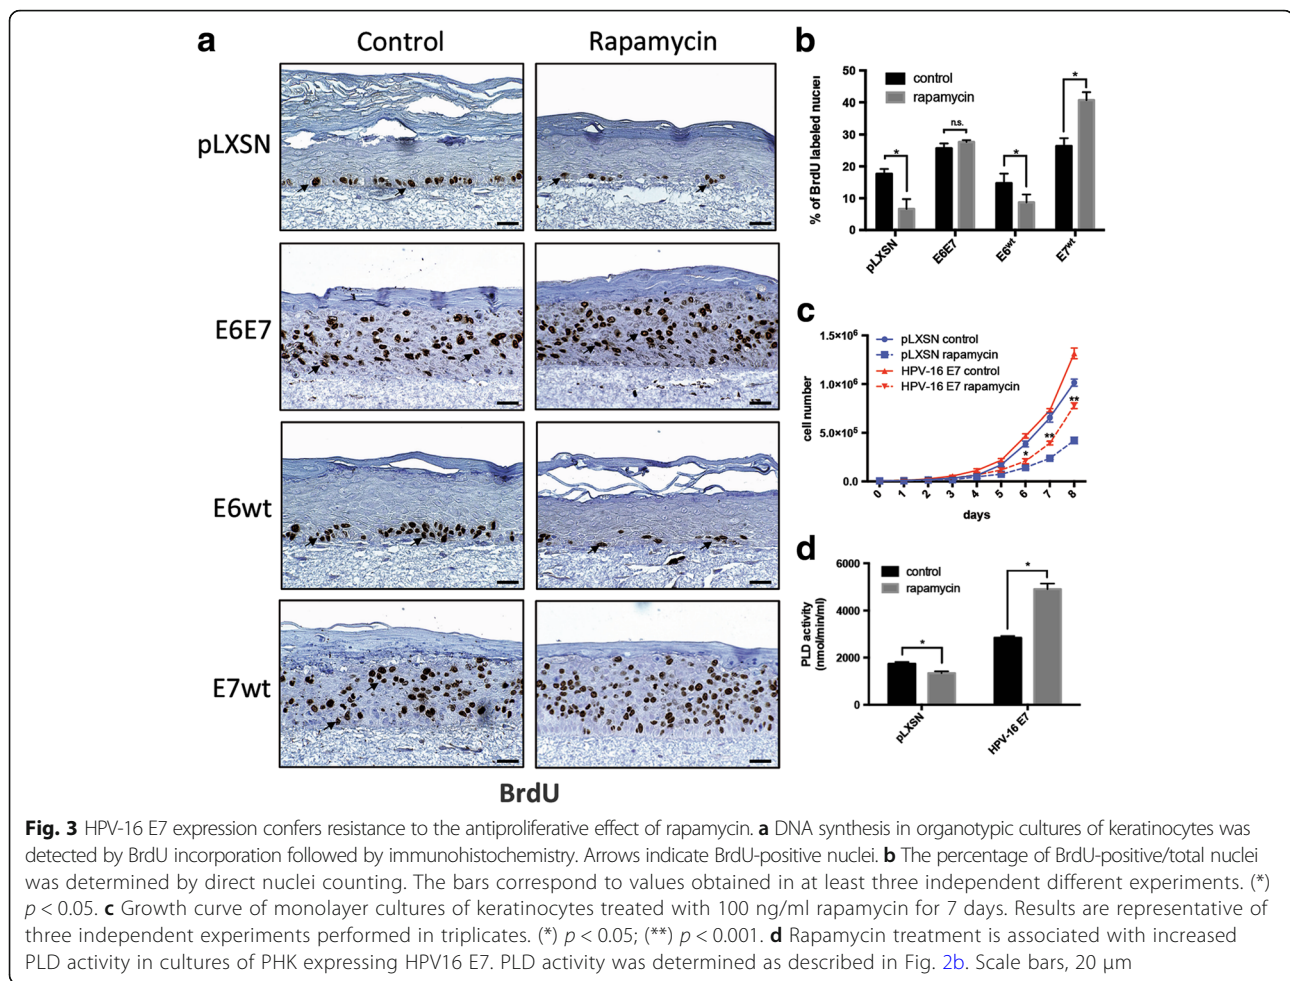 a
Control
Rapamycin
pLXSN
E6E7
E6wt
E7wt
BrdU
b
% of BrdU labeled nuclei
50
40
30
20
10
0
control
rapamycin
*
n.s.
*
*
pLXSN
E6E7
E6wt
E7wt
c
cell number
1.5×10⁶
1.0×10⁶
5.0×10⁵
0.0
pLXSN control
pLXSN rapamycin
HPV-16 E7 control
HPV-16 E7 rapamycin
*
**
**
0 1 2 3 4 5 6 7 8
days
d
PLD activity
(nmol/min/ml)
6000
4000
2000
0
control
rapamycin
*
*
pLXSN
HPV-16 E7
Fig. 3 HPV-16 E7 expression confers resistance to the antiproliferative effect of rapamycin. a DNA synthesis in organotypic cultures of keratinocytes was
detected by BrdU incorporation followed by immunohistochemistry. Arrows indicate BrdU-positive nuclei. b The percentage of BrdU-positive/total nuclei
was determined by direct nuclei counting. The bars correspond to values obtained in at least three independent different experiments. (*)
p < 0.05. c Growth curve of monolayer cultures of keratinocytes treated with 100 ng/ml rapamycin for 7 days. Results are representative of
three independent experiments performed in triplicates. (*) p < 0.05; (**) p < 0.001. d Rapamycin treatment is associated with increased
PLD activity in cultures of PHK expressing HPV16 E7. PLD activity was determined as described in Fig. 2b. Scale bars, 20 μm